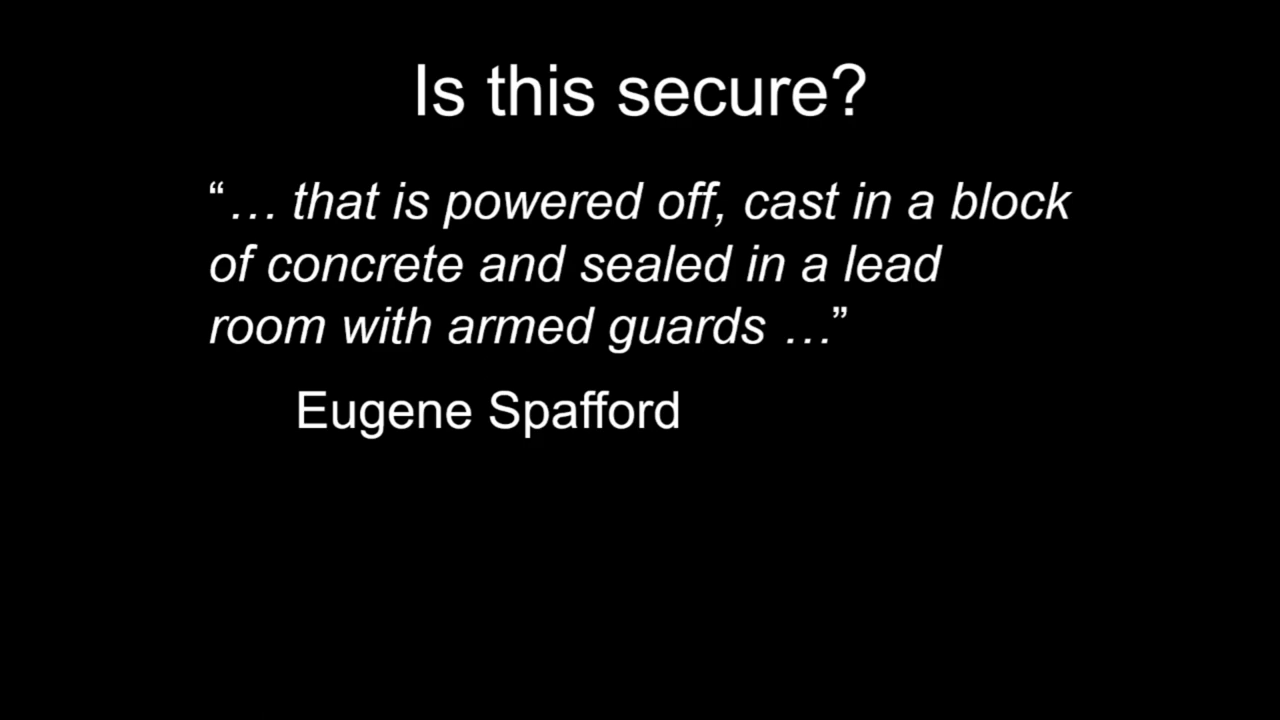 Is this secure?
“… that is powered off, cast in a block
of concrete and sealed in a lead
room with armed guards …”
Eugene Spafford